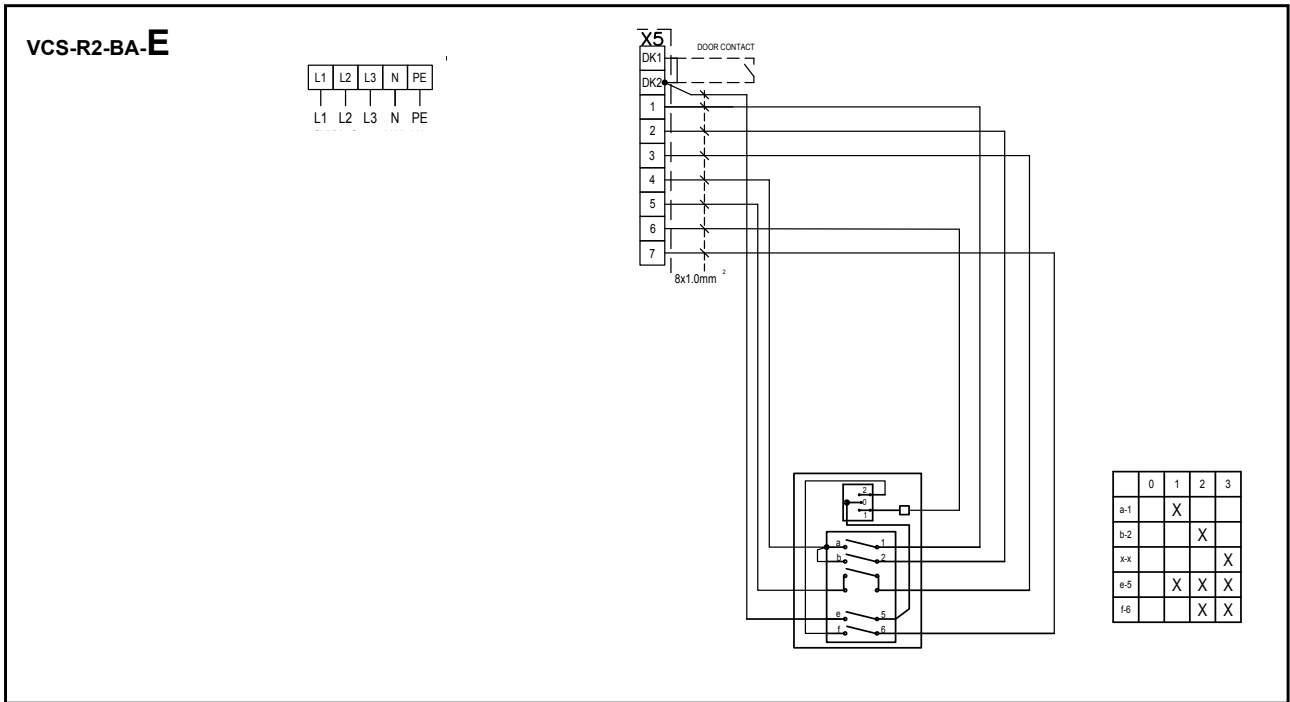 VCS-R2-BA-E
L1 L2 L3 N PE
L1 L2 L3 N PE
X5
DOOR CONTACT
DK1
DK2
1
2
3
4
5
6
7
8x1.0mm 2
2
0
1
a 1
b 2
e 5
f 6
0 1 2 3
a-1 X
b-2 X
x-x X
e-5 X X X
f-6 X X